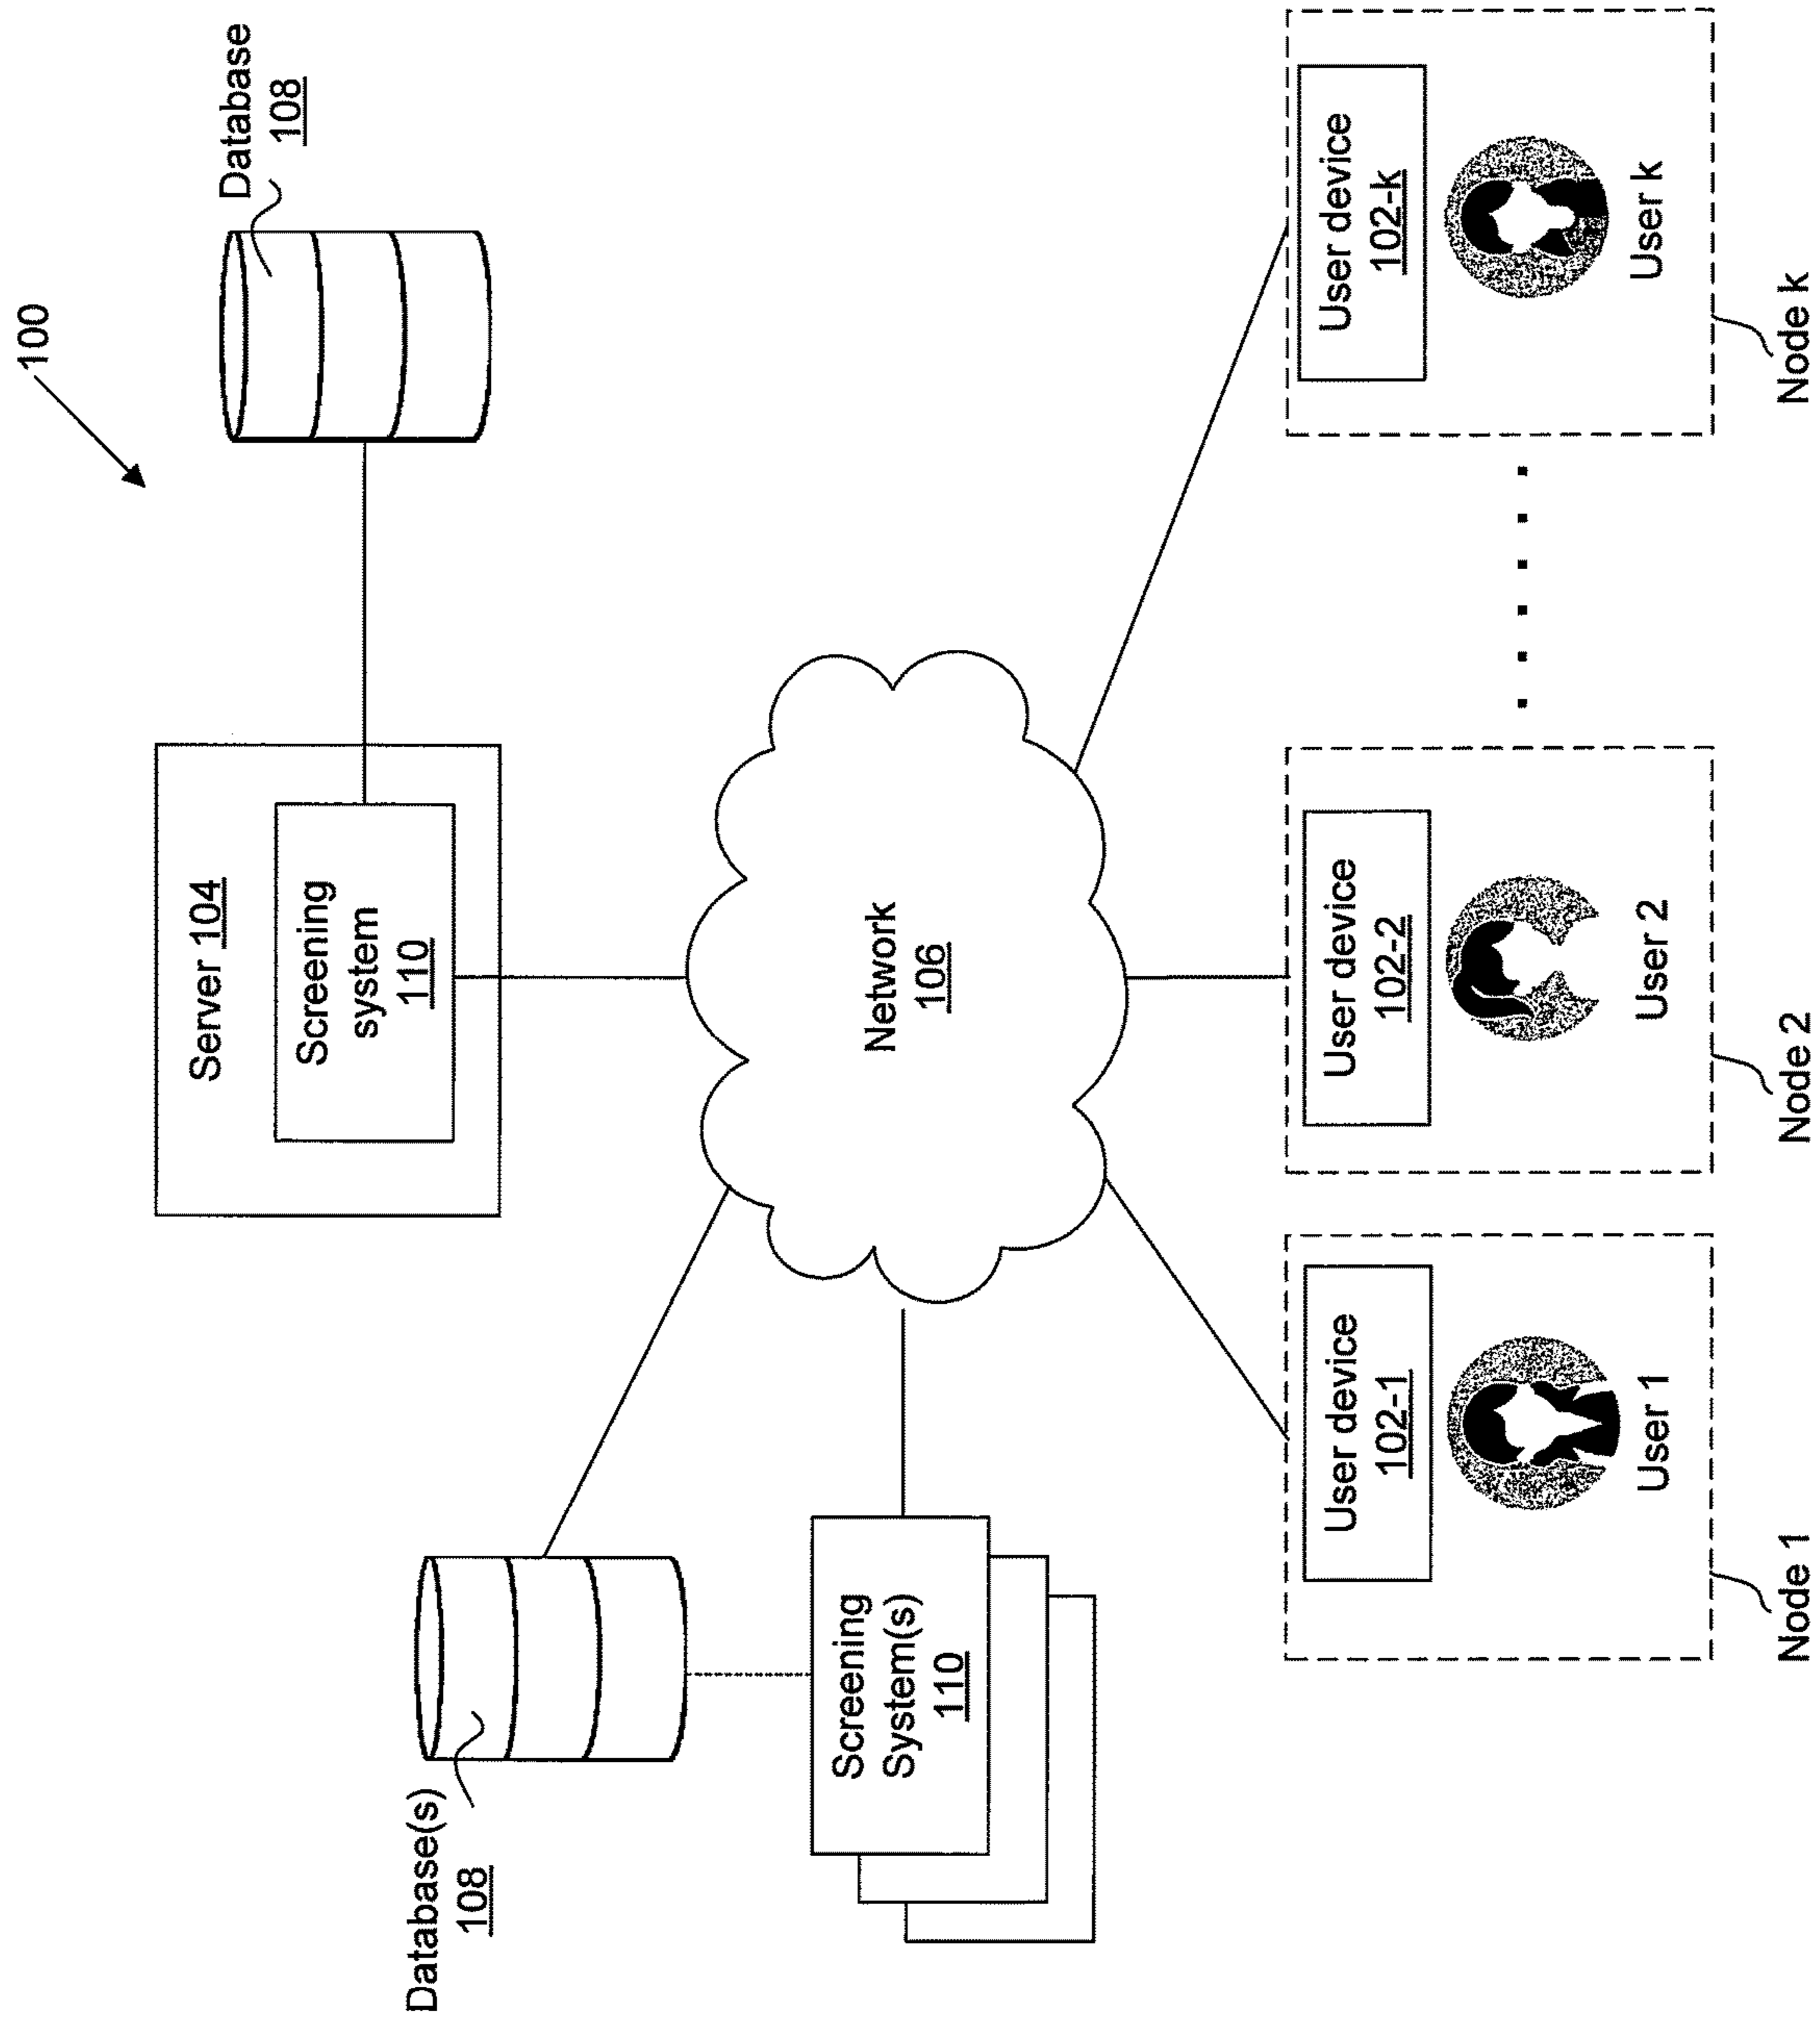 100
Database
108
Server 104
Screening
system
110
Database(s)
108
Screening
System(s)
110
Network
106
User device
102-1
User 1
Node 1
User device
102-2
User 2
Node 2
User device
102-k
User k
Node k